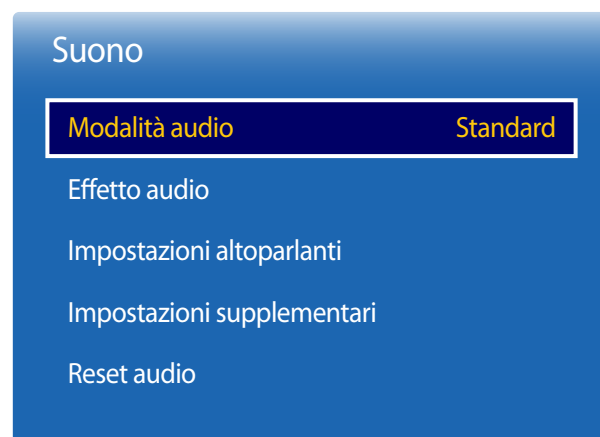 Suono
Modalità audio Standard
Effetto audio
Impostazioni altoparlanti
Impostazioni supplementari
Reset audio